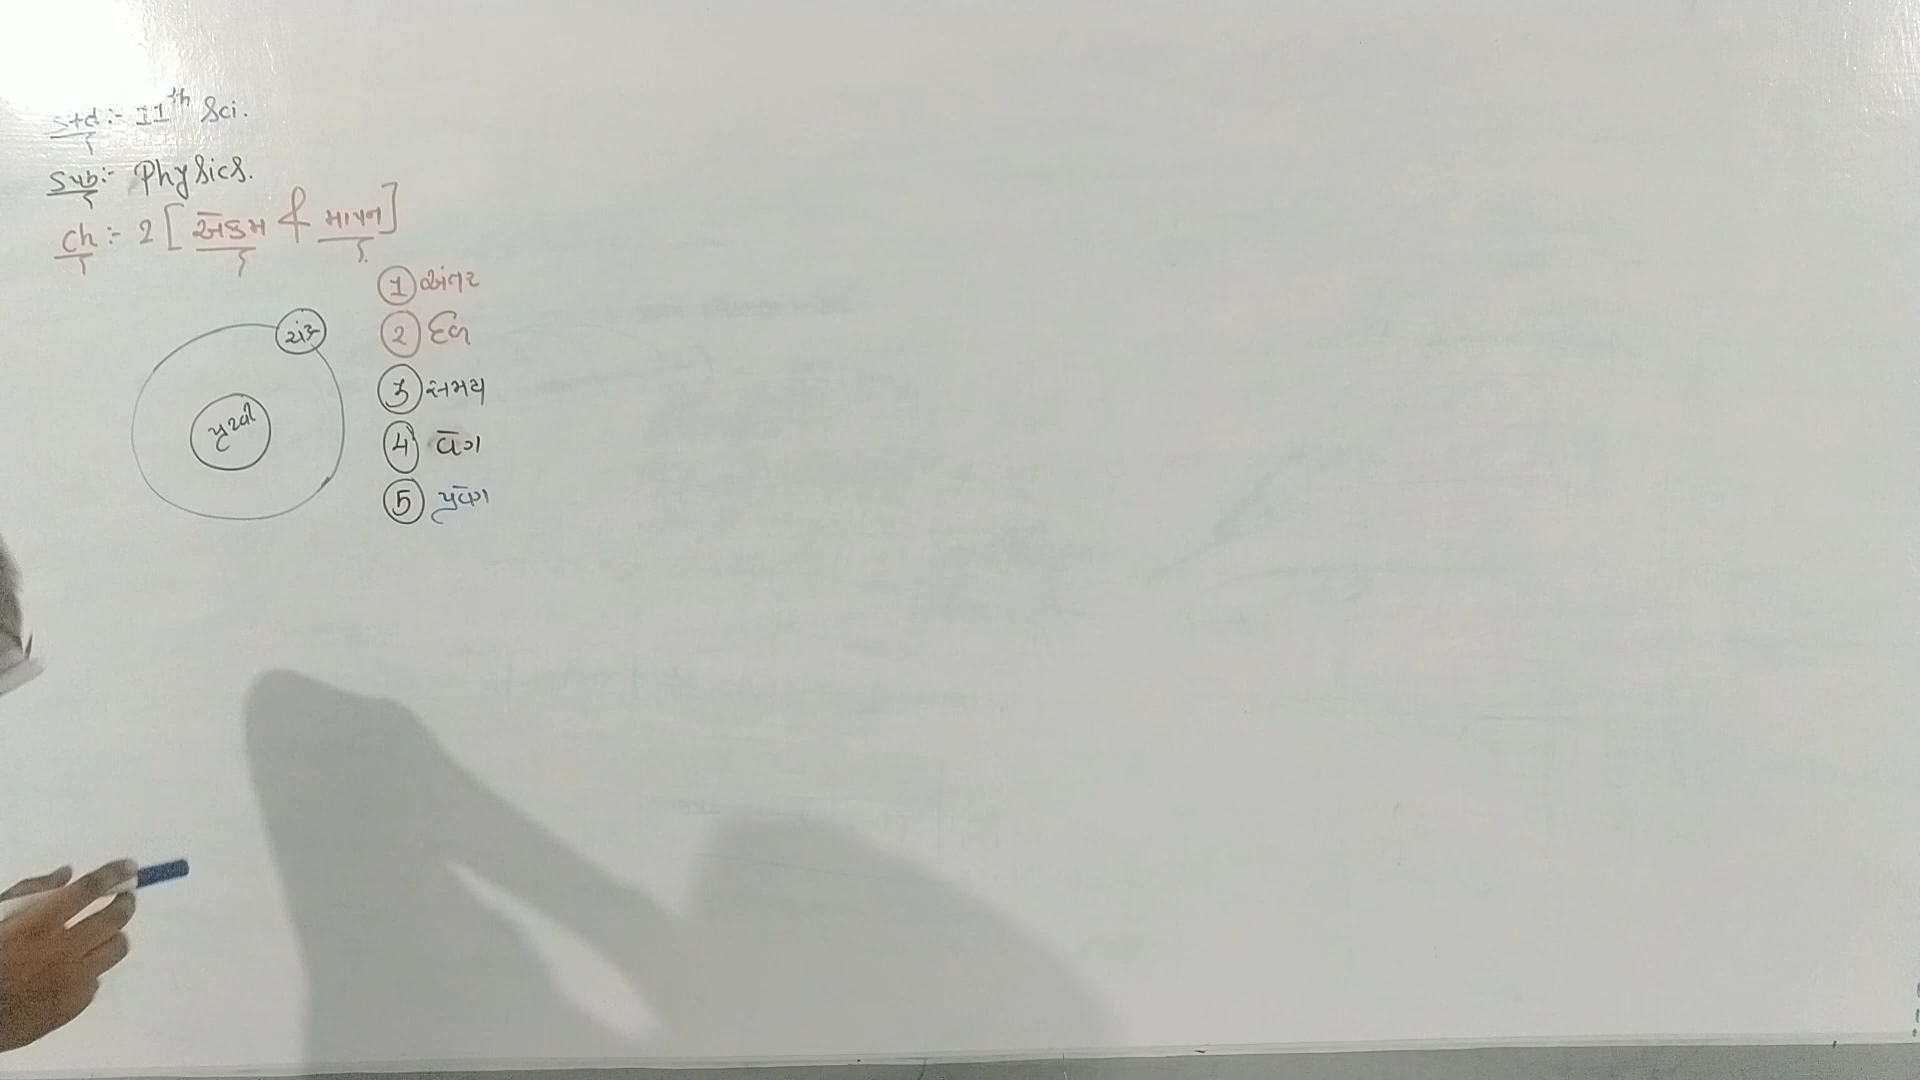 Std:- 11th Sci.
Sub:- Physics.
Ch:- 2 [એકમ & માપન]
1 અંતર
ચંદ્ર
2 દળ
3 સમય
પૃથ્વી
4 વેગ
5 પ્રવેગ